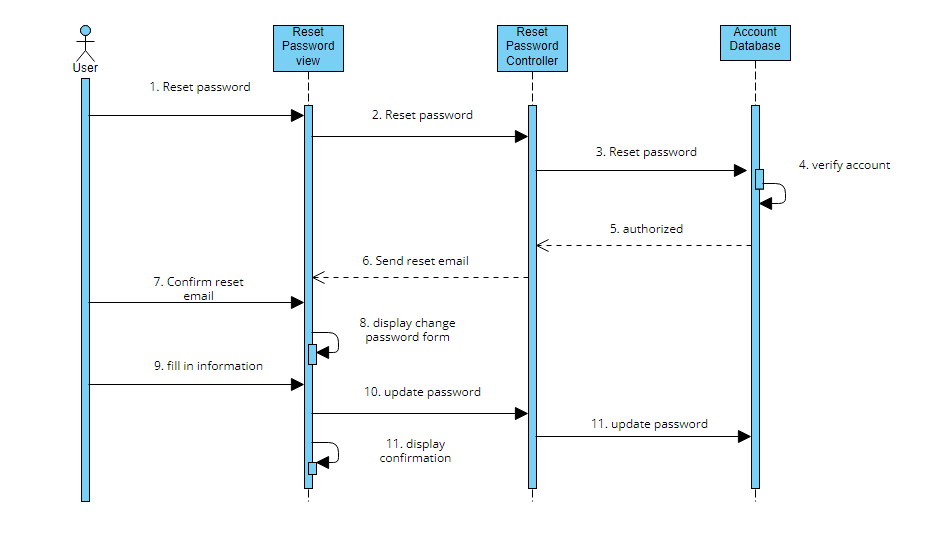 Reset
Password
view
Reset
Password
Controller
Account
Database
User
1. Reset password
2. Reset password
3. Reset password
4. verify account
5. authorized
6. Send reset email
7. Confirm reset
email
8. display change
password form
9. fill in information
10. update password
11. update password
11. display
confirmation